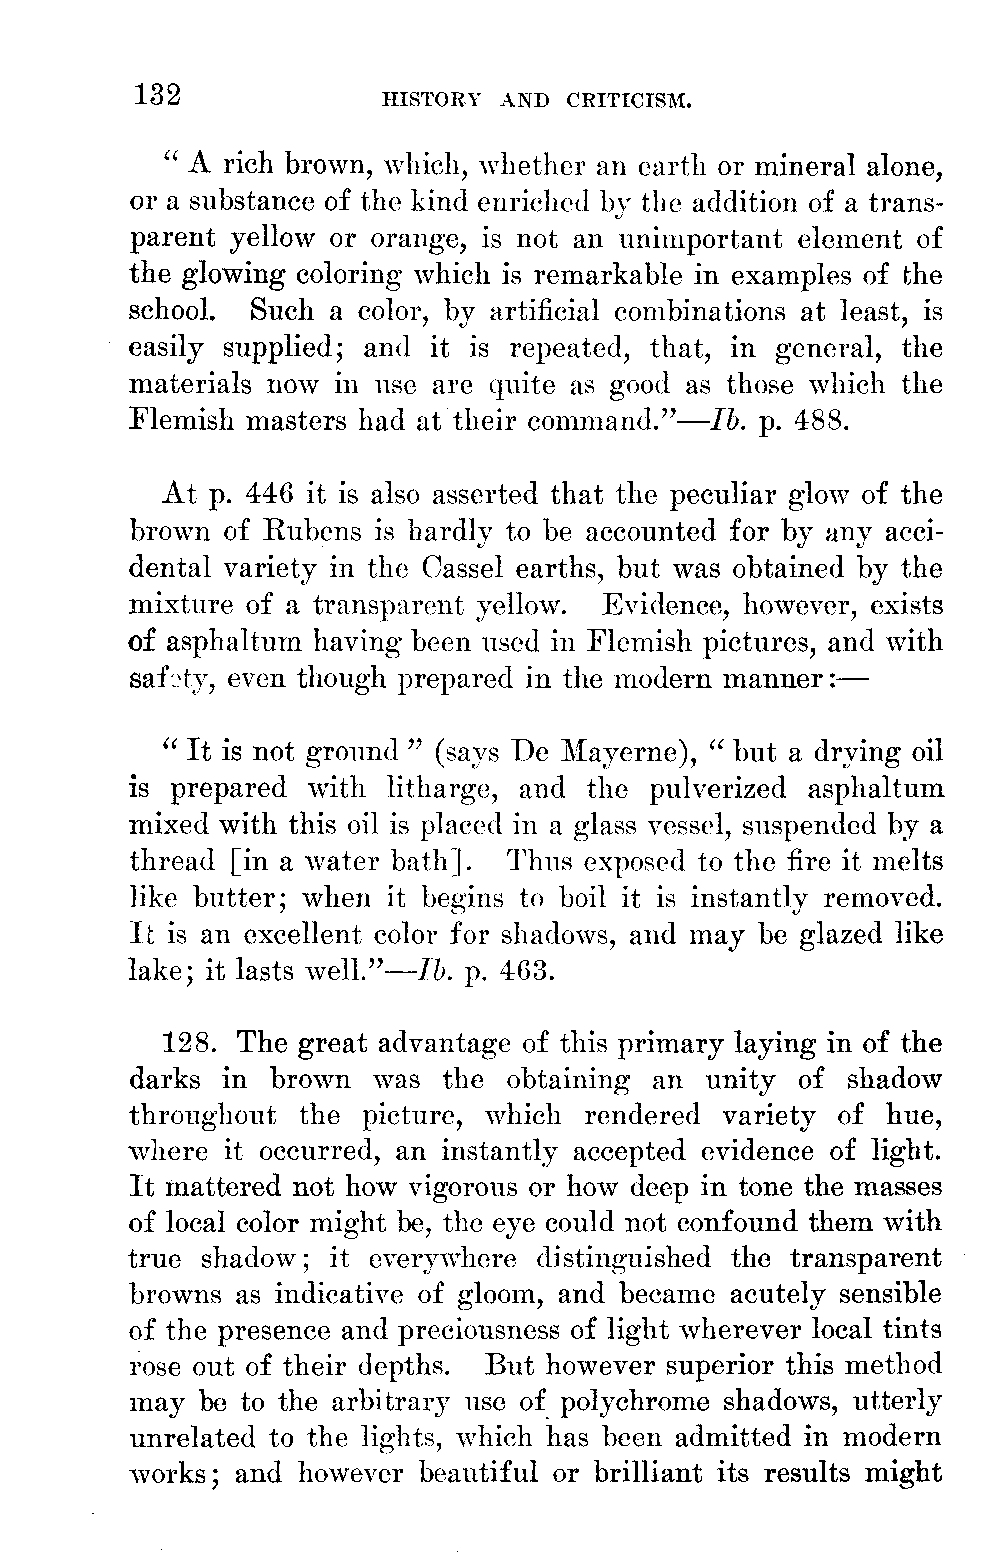 132 HISTORY AND CRITICISM.
“ A rich brown, which, whether an earth or mineral alone,
or a substance of the kind enriched by the addition of a trans-
parent yellow or orange, is not an unimportant element of
the glowing coloring which is remarkable in examples of the
school. Such a color, by artificial combinations at least, is
easily supplied; and it is repeated, that, in general, the
materials now in use are quite as good as those which the
Flemish masters had at their command.”—Ib. p. 488.
At p. 446 it is also asserted that the peculiar glow of the
brown of Rubens is hardly to be accounted for by any acci-
dental variety in the Cassel earths, but was obtained by the
mixture of a transparent yellow. Evidence, however, exists
of asphaltum having been used in Flemish pictures, and with
safety, even though prepared in the modern manner:—
“ It is not ground ” (says De Mayerne), “ but a drying oil
is prepared with litharge, and the pulverized asphaltum
mixed with this oil is placed in a glass vessel, suspended by a
thread [in a water bath]. Thus exposed to the fire it melts
like butter; when it begins to boil it is instantly removed.
It is an excellent color for shadows, and may be glazed like
lake; it lasts well.”—Ib. p. 463.
128. The great advantage of this primary laying in of the
darks in brown was the obtaining an unity of shadow
throughout the picture, which rendered variety of hue,
where it occurred, an instantly accepted evidence of light.
It mattered not how vigorous or how deep in tone the masses
of local color might be, the eye could not confound them with
true shadow; it everywhere distinguished the transparent
browns as indicative of gloom, and became acutely sensible
of the presence and preciousness of light wherever local tints
rose out of their depths. But however superior this method
may be to the arbitrary use of polychrome shadows, utterly
unrelated to the lights, which has been admitted in modern
works; and however beautiful or brilliant its results might